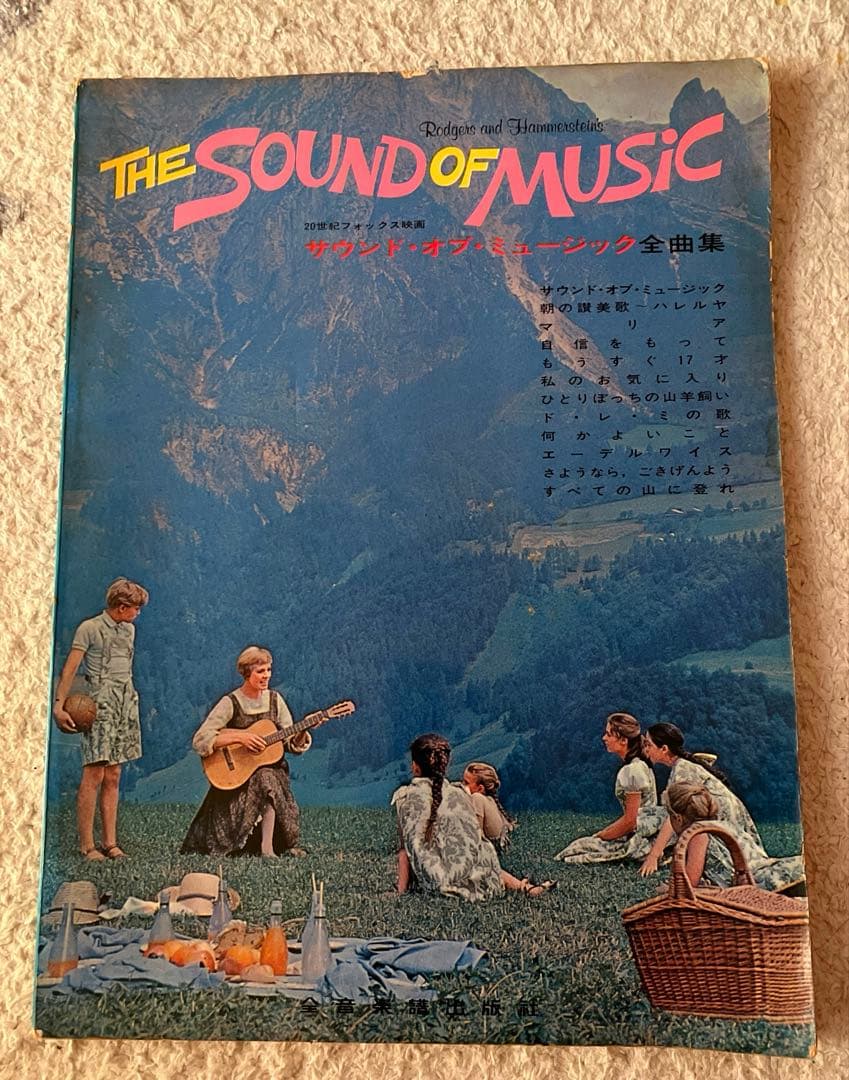 Rodgers and Hammerstein's
THE SOUND OF MUSIC
20世紀フォックス映画
サウンド・オブ・ミュージック全曲集
サウンド・オブ・ミュージック
朝の讃美歌〜ハレルヤ
マリア
自信をもって
もうすぐ17才
私のお気に入り
ひとりぼっちの山羊飼い
ド・レ・ミの歌
何かよいこと
エーデルワイス
さようなら，ごきげんよう
すべての山に登れ
全音楽譜出版社